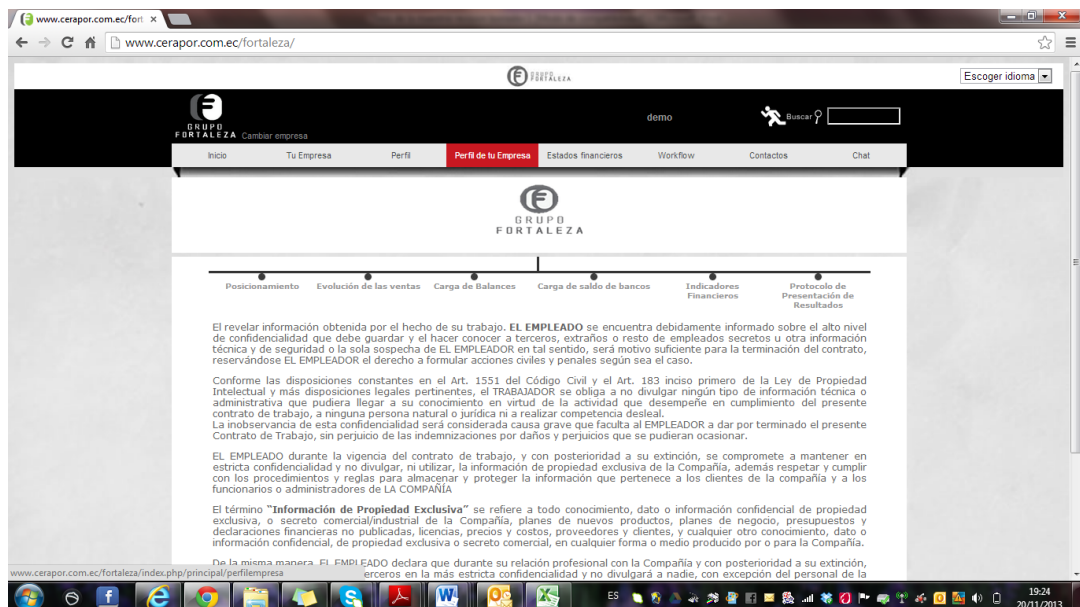 www.cerapor.com.ec/fort
www.cerapor.com.ec/fortaleza/
GRUPO
FORTALEZA
Escoger idioma
GRUPO
FORTALEZA Cambiar empresa
demo
Buscar
Inicio Tu Empresa Perfil Perfil de tu Empresa Estados financieros Workflow Contactos Chat
GRUPO
FORTALEZA
Posicionamiento Evolución de las ventas Carga de Balances Carga de saldo de bancos Indicadores Financieros Protocolo de Presentación de Resultados
El revelar información obtenida por el hecho de su trabajo. EL EMPLEADO se encuentra debidamente informado sobre el alto nivel
de confidencialidad que debe guardar y el hacer conocer a terceros, extraños o resto de empleados secretos u otra información
técnica y de seguridad o la sola sospecha de EL EMPLEADOR en tal sentido, será motivo suficiente para la terminación del contrato,
reservándose EL EMPLEADOR el derecho a formular acciones civiles y penales según sea el caso.
Conforme las disposiciones constantes en el Art. 1551 del Código Civil y el Art. 183 inciso primero de la Ley de Propiedad
Intelectual y más disposiciones legales pertinentes, el TRABAJADOR se obliga a no divulgar ningún tipo de información técnica o
administrativa que pudiera llegar a su conocimiento en virtud de la actividad que desempeñe en cumplimiento del presente
contrato de trabajo, a ninguna persona natural o jurídica ni a realizar competencia desleal.
La inobservancia de esta confidencialidad será considerada causa grave que faculta al EMPLEADOR a dar por terminado el presente
Contrato de Trabajo, sin perjuicio de las indemnizaciones por daños y perjuicios que se pudieran ocasionar.
EL EMPLEADO durante la vigencia del contrato de trabajo, y con posterioridad a su extinción, se compromete a mantener en
estricta confidencialidad y no divulgar, ni utilizar, la información de propiedad exclusiva de la Compañía, además respetar y cumplir
con los procedimientos y reglas para almacenar y proteger la información que pertenece a los clientes de la compañía y a los
funcionarios o administradores de LA COMPAÑÍA
El término "Información de Propiedad Exclusiva" se refiere a todo conocimiento, dato o información confidencial de propiedad
exclusiva, o secreto comercial/industrial de la Compañía, planes de nuevos productos, planes de negocio, presupuestos y
declaraciones financieras no publicadas, licencias, precios y costos, proveedores y clientes, y cualquier otro conocimiento, dato o
información confidencial, de propiedad exclusiva o secreto comercial, en cualquier forma o medio producido por o para la Compañía.
De la misma manera, EL EMPLEADO declara que durante su relación profesional con la Compañía y con posterioridad a su extinción,
www.cerapor.com.ec/fortaleza/index.php/principal/perfilempresa
erceros en la más estricta confidencialidad y no divulgará a nadie, con excepción del personal de la
ES
19:24
20/11/2013